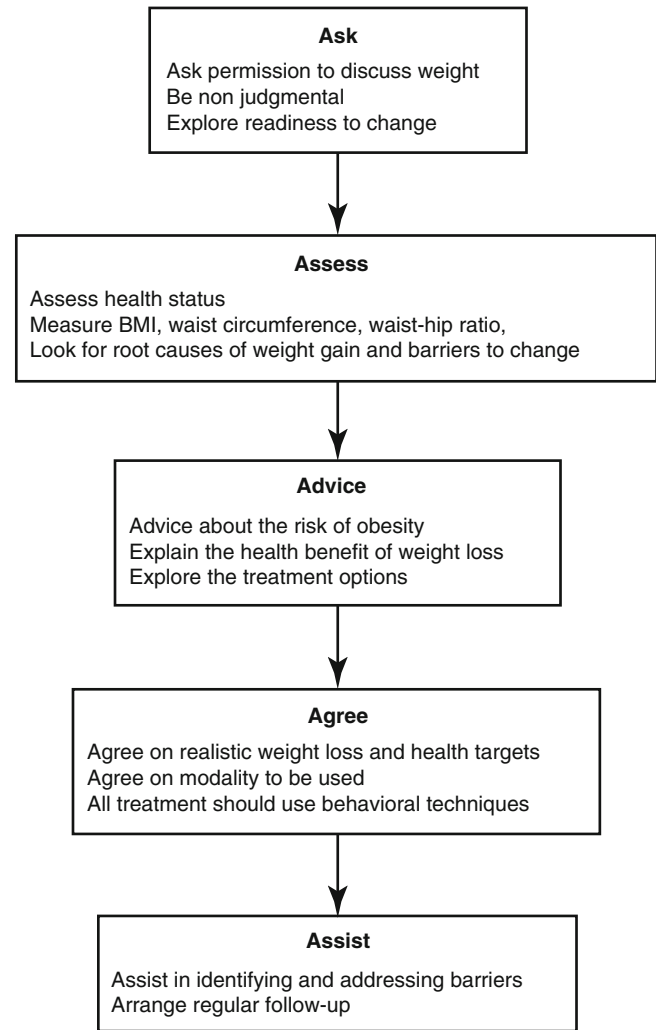 Ask
Ask permission to discuss weight
Be non judgmental
Explore readiness to change
Assess
Assess health status
Measure BMI, waist circumference, waist-hip ratio,
Look for root causes of weight gain and barriers to change
Advice
Advice about the risk of obesity
Explain the health benefit of weight loss
Explore the treatment options
Agree
Agree on realistic weight loss and health targets
Agree on modality to be used
All treatment should use behavioral techniques
Assist
Assist in identifying and addressing barriers
Arrange regular follow-up